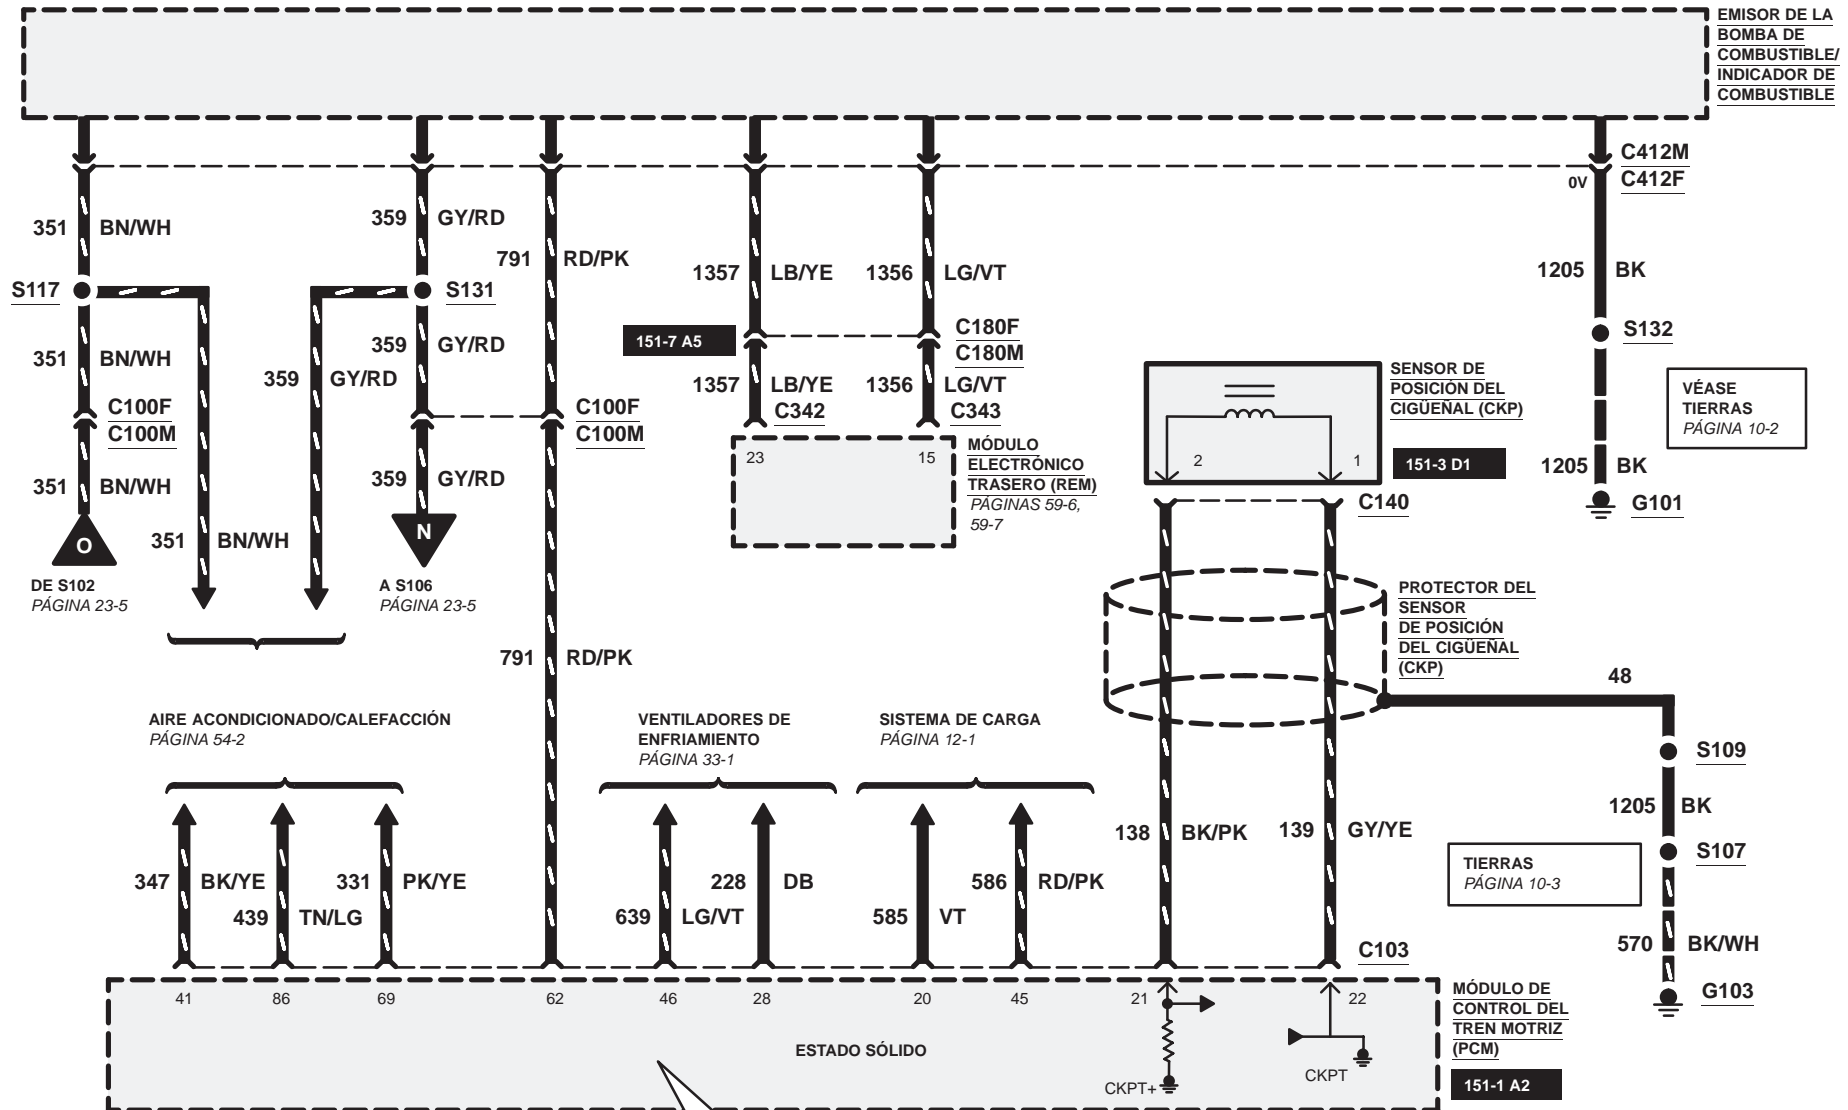 EMISOR DE LA
BOMBA DE
COMBUSTIBLE/
INDICADOR DE
COMBUSTIBLE
C412M
0V
C412F
351 BN/WH
359 GY/RD
791 RD/PK
1357 LB/YE
1356 LG/VT
1205 BK
S117
S131
C180F
151-7 A5
C180M
S132
351 BN/WH
359 GY/RD
359 GY/RD
1357 LB/YE
1356 LG/VT
SENSOR DE
POSICIÓN DEL
CIGÜEÑAL (CKP)
VÉASE
TIERRAS
PÁGINA 10-2
C100F
C100M
C100F
C100M
C342
C343
23
15
MÓDULO
ELECTRÓNICO
TRASERO (REM)
PÁGINAS 59-6,
59-7
2
1
151-3 D1
1205 BK
351 BN/WH
359 GY/RD
C140
G101
O
N
351 BN/WH
DE S102
PÁGINA 23-5
A S106
PÁGINA 23-5
PROTECTOR DEL
SENSOR
DE POSICIÓN
DEL CIGÜEÑAL
(CKP)
791 RD/PK
48
AIRE ACONDICIONADO/CALEFACCIÓN
PÁGINA 54-2
VENTILADORES DE
ENFRIAMIENTO
PÁGINA 33-1
SISTEMA DE CARGA
PÁGINA 12-1
S109
1205 BK
138 BK/PK
139 GY/YE
S107
TIERRAS
PÁGINA 10-3
347 BK/YE
331 PK/YE
228 DB
586 RD/PK
439 TN/LG
639 LG/VT
585 VT
570 BK/WH
C103
41
86
69
62
46
28
20
45
21
22
MÓDULO DE
CONTROL DEL
TREN MOTRIZ
(PCM)
G103
ESTADO SÓLIDO
CKPT+
CKPT
151-1 A2